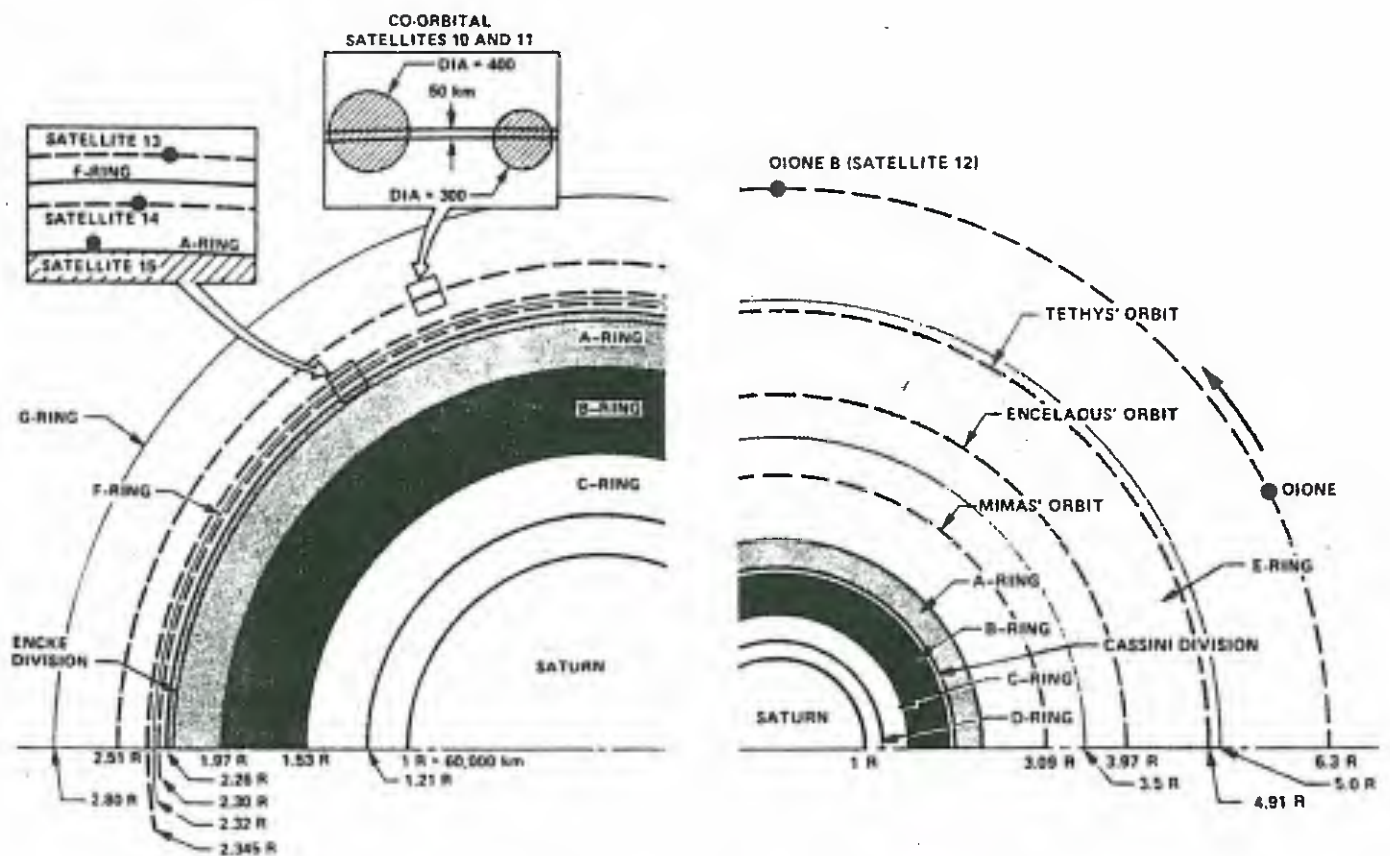 CO-ORBITAL
SATELLITES 10 AND 11
DIA = 400
50 km
DIA = 300
SATELLITE 13
F-RING
SATELLITE 14
A-RING
SATELLITE 15
A-RING
B-RING
C-RING
G-RING
F-RING
ENCKE
DIVISION
SATURN
2.51 R
1.97 R
1.53 R
1 R = 60,000 km
2.26 R
1.21 R
2.80 R
2.30 R
2.32 R
2.345 R
OIONE B (SATELLITE 12)
TETHYS' ORBIT
ENCELAOUS' ORBIT
OIONE
MIMAS' ORBIT
E-RING
A-RING
B-RING
CASSINI DIVISION
C-RING
D-RING
SATURN
1 R
3.09 R
3.97 R
6.3 R
3.5 R
5.0 R
4.91 R